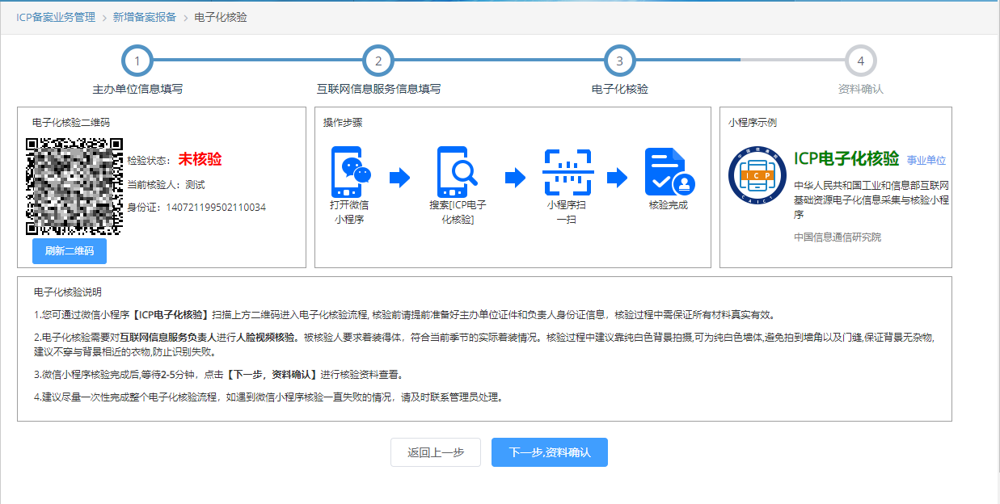 ICP备案业务管理 > 新增备案报备 > 电子化核验
1
2
3
4
主办单位信息填写
互联网信息服务信息填写
电子化核验
资料确认
电子化核验二维码
检验状态: 未核验
当前核验人: 测试
身份证: 140721199502110034
刷新二维码
操作步骤
打开微信
小程序
搜索[ICP电子
化核验]
小程序扫
一扫
核验完成
小程序示例
ICP
CAICT
ICP电子化核验 事业单位
中华人民共和国工业和信息部互联网
基础资源电子化信息采集与核验小程
序
中国信息通信研究院
电子化核验说明
1.您可通过微信小程序【ICP电子化核验】扫描上方二维码进入电子化核验流程, 核验前请提前准备好主办单位证件和负责人身份证信息，核验过程中需保证所有材料真实有效。
2.电子化核验需要对互联网信息服务负责人进行人脸视频核验。被核验人要求着装得体，符合当前季节的实际着装情况。核验过程中建议靠纯白色背景拍摄,可为纯白色墙体,避免拍到墙角以及门缝,保证背景无杂物,
建议不穿与背景相近的衣物,防止识别失败。
3.微信小程序核验完成后,等待2-5分钟，点击【下一步，资料确认】进行核验资料查看。
4.建议尽量一次性完成整个电子化核验流程，如遇到微信小程序核验一直失败的情况，请及时联系管理员处理。
返回上一步
下一步,资料确认